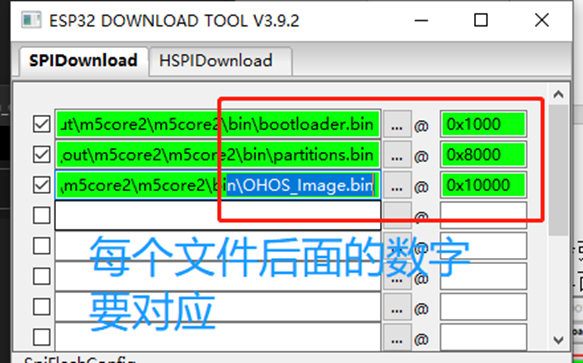 ESP32 DOWNLOAD TOOL V3.9.2
SPIDownload HSPIDownload
ut\m5core2\m5core2\bin\bootloader.bin ... @ 0x1000
out\m5core2\m5core2\bin\partitions.bin ... @ 0x8000
\m5core2\m5core2\bin\OHOS_Image.bin ... @ 0x10000
... @
... @
... @
... @
... @
每个文件后面的数字
要对应
SpiFlashConfig